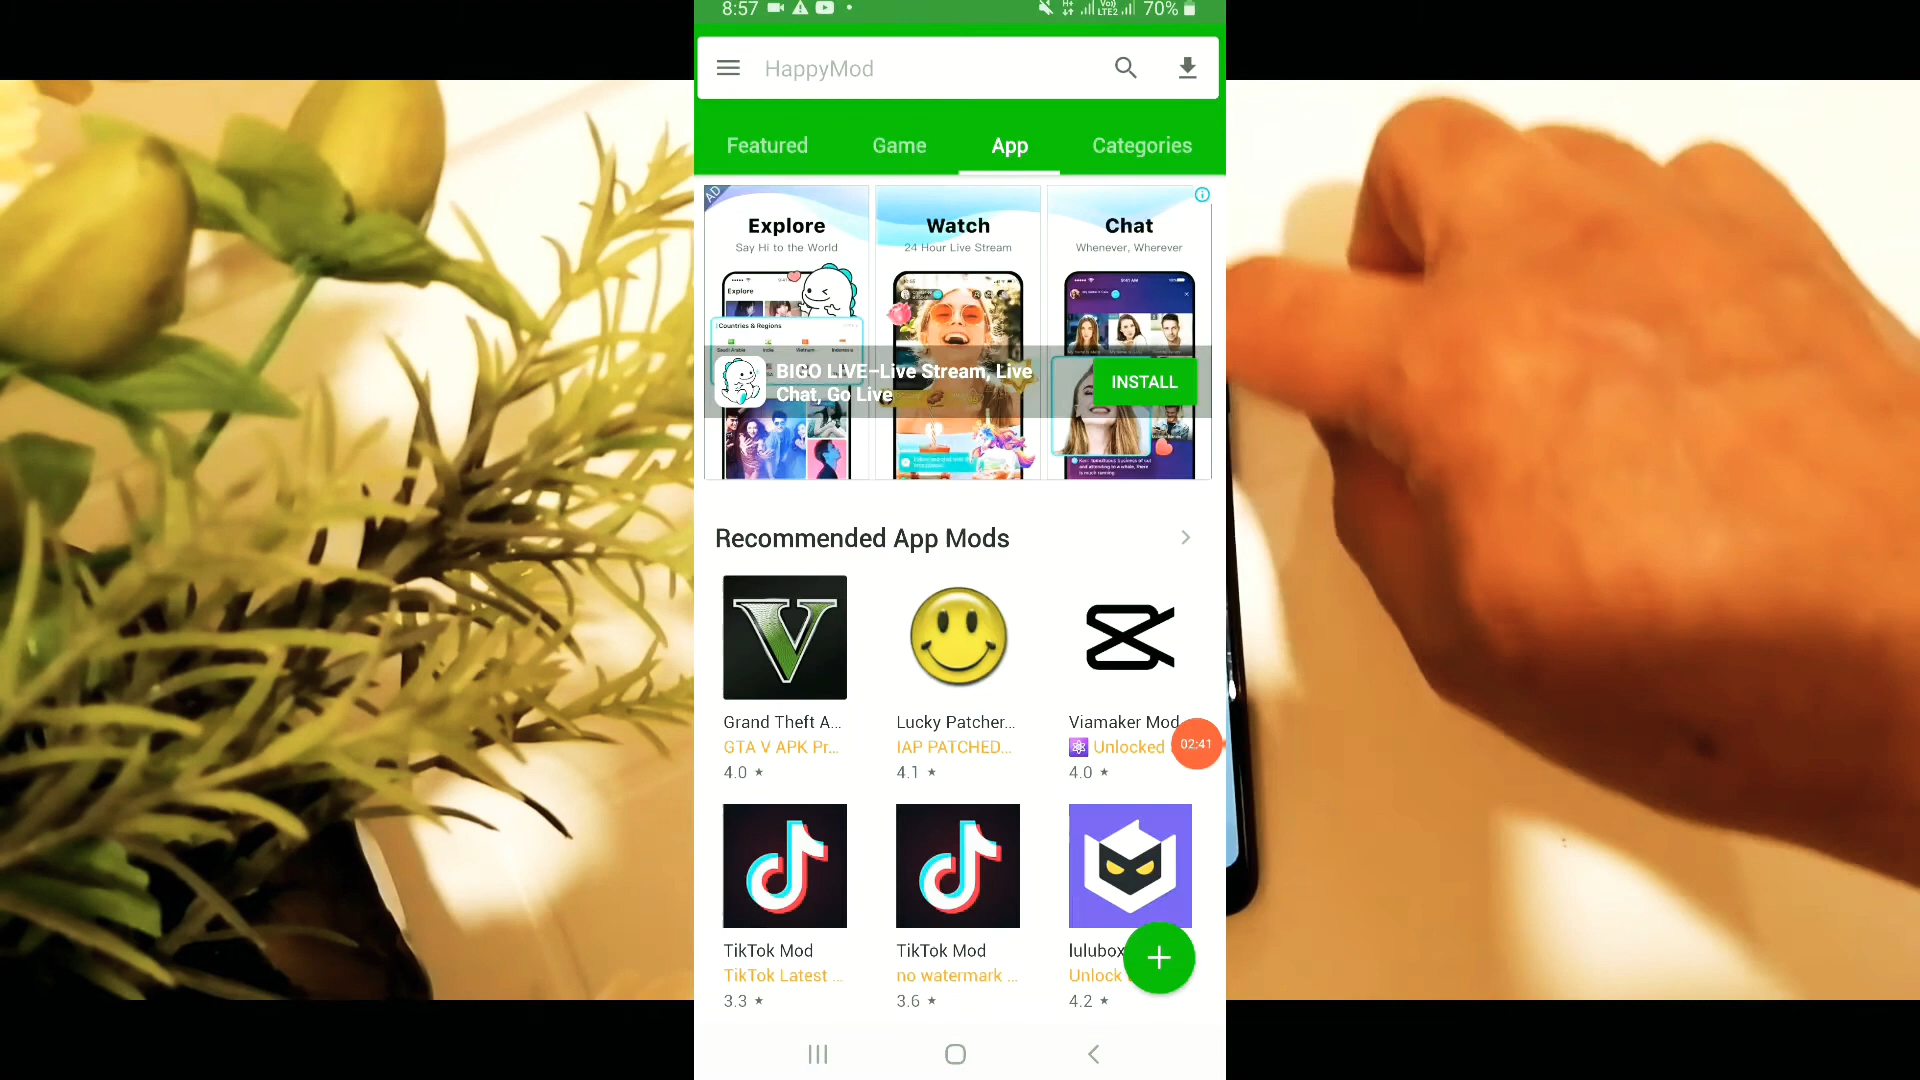 8:57
70%
HappyMod
Featured
Game
App
Categories
AD
Explore
Say Hi to the World
Watch
24 Hour Live Stream
Chat
Whenever, Wherever
Explore
Countries & Regions
BIGO LIVE–Live Stream, Live
Chat, Go Live
INSTALL
Recommended App Mods
Grand Theft A...
GTA V APK Pr...
4.0 ★
Lucky Patcher...
IAP PATCHED...
4.1 ★
Viamaker Mod
Unlocked
4.0 ★
02:41
TikTok Mod
TikTok Latest ...
3.3 ★
TikTok Mod
no watermark ...
3.6 ★
lulubox
Unlock
4.2 ★